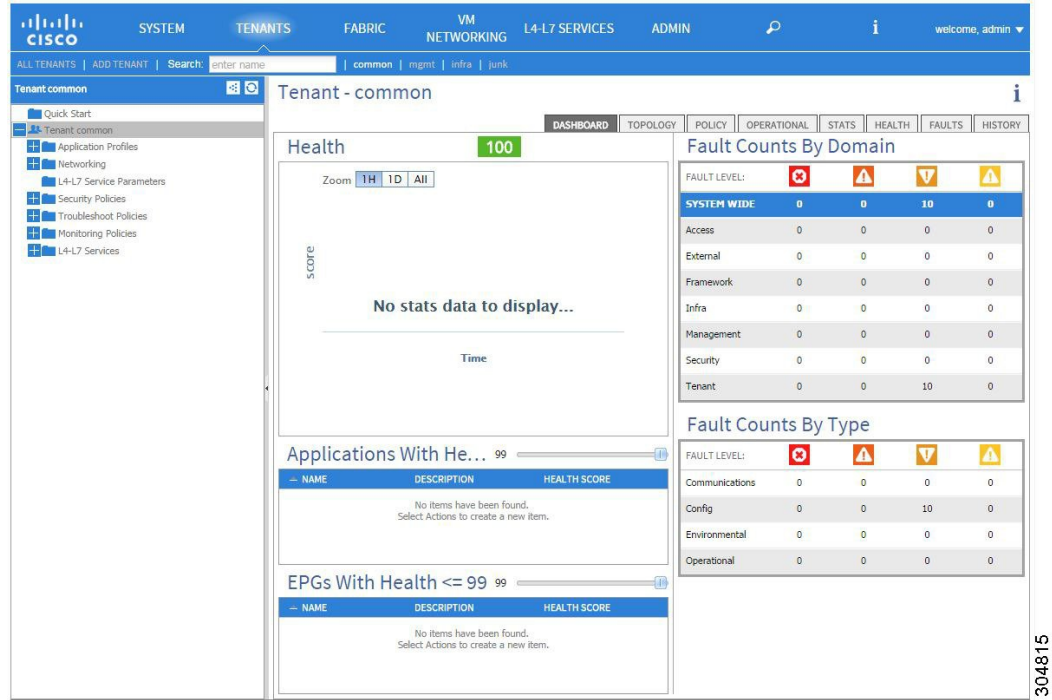 CISCO SYSTEM TENANTS FABRIC VM NETWORKING L4-L7 SERVICES ADMIN i welcome, admin
ALL TENANTS | ADD TENANT | Search: enter name | common | mgmt | infra | junk
Tenant common
Quick Start
Tenant common
Application Profiles
Networking
L4-L7 Service Parameters
Security Policies
Troubleshoot Policies
Monitoring Policies
L4-L7 Services
Tenant - common i
DASHBOARD TOPOLOGY POLICY OPERATIONAL STATS HEALTH FAULTS HISTORY
Health 100
Zoom 1H 1D All
score
No stats data to display...
Time
Applications With He... 99
NAME DESCRIPTION HEALTH SCORE
No items have been found.
Select Actions to create a new item.
EPGs With Health <= 99 99
NAME DESCRIPTION HEALTH SCORE
No items have been found.
Select Actions to create a new item.
Fault Counts By Domain
FAULT LEVEL:
SYSTEM WIDE 0 0 10 0
Access 0 0 0 0
External 0 0 0 0
Framework 0 0 0 0
Infra 0 0 0 0
Management 0 0 0 0
Security 0 0 0 0
Tenant 0 0 10 0
Fault Counts By Type
FAULT LEVEL:
Communications 0 0 0 0
Config 0 0 10 0
Environmental 0 0 0 0
Operational 0 0 0 0
304815